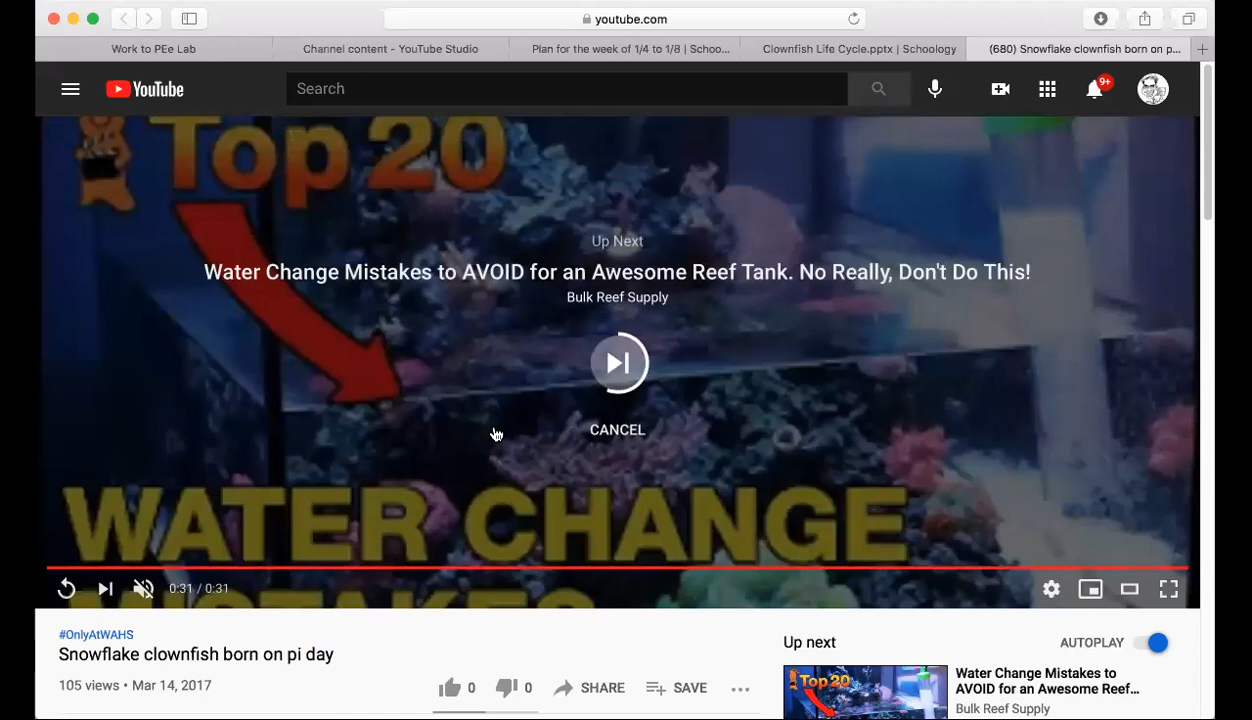 youtube.com
Work to PEe Lab
Channel content - YouTube Studio
Plan for the week of 1/4 to 1/8 | Schoo...
Clownfish Life Cycle.pptx | Schoology
(680) Snowflake clownfish born on p...
YouTube
Search
9+
Top 20
Up Next
Water Change Mistakes to AVOID for an Awesome Reef Tank. No Really, Don't Do This!
Bulk Reef Supply
CANCEL
WATER CHANGE
MISTAKES
0:31 / 0:31
#OnlyAtWAHS
Snowflake clownfish born on pi day
105 views • Mar 14, 2017
0
0
SHARE
SAVE
Up next
AUTOPLAY
Top 20
Water Change Mistakes to
AVOID for an Awesome Reef...
Bulk Reef Supply